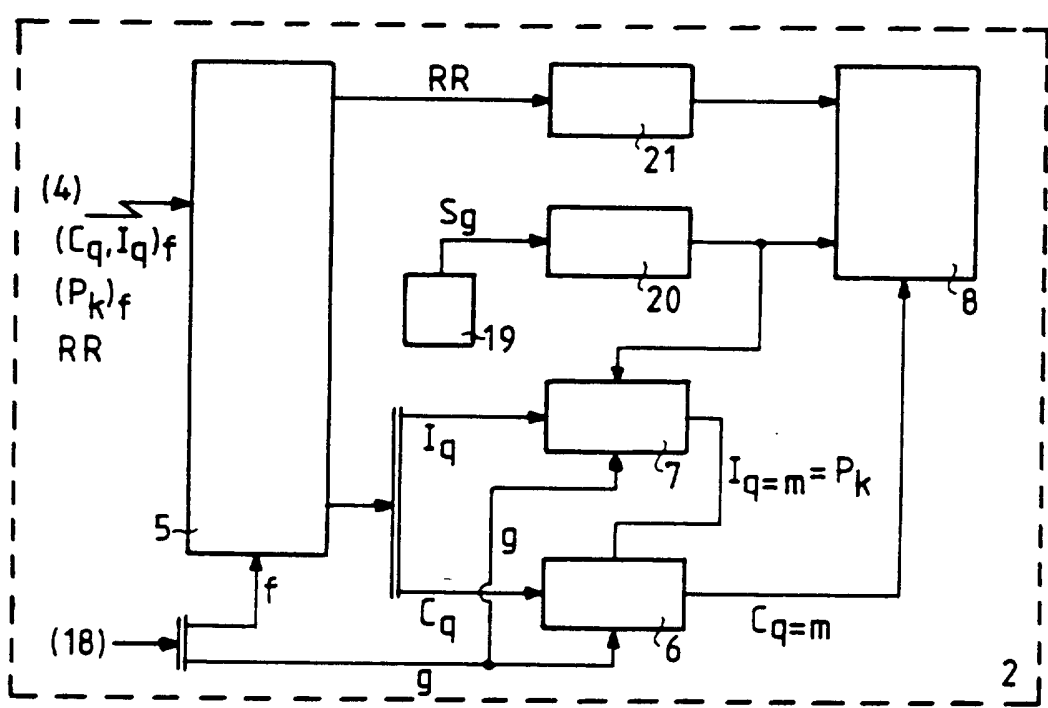 RR
21
(4)
(Cq,Iq)f
(Pk)f
RR
Sg
20
8
19
Iq
7
Iq=m=Pk
5
g
f
Cq
6
Cq=m
(18)
g
2